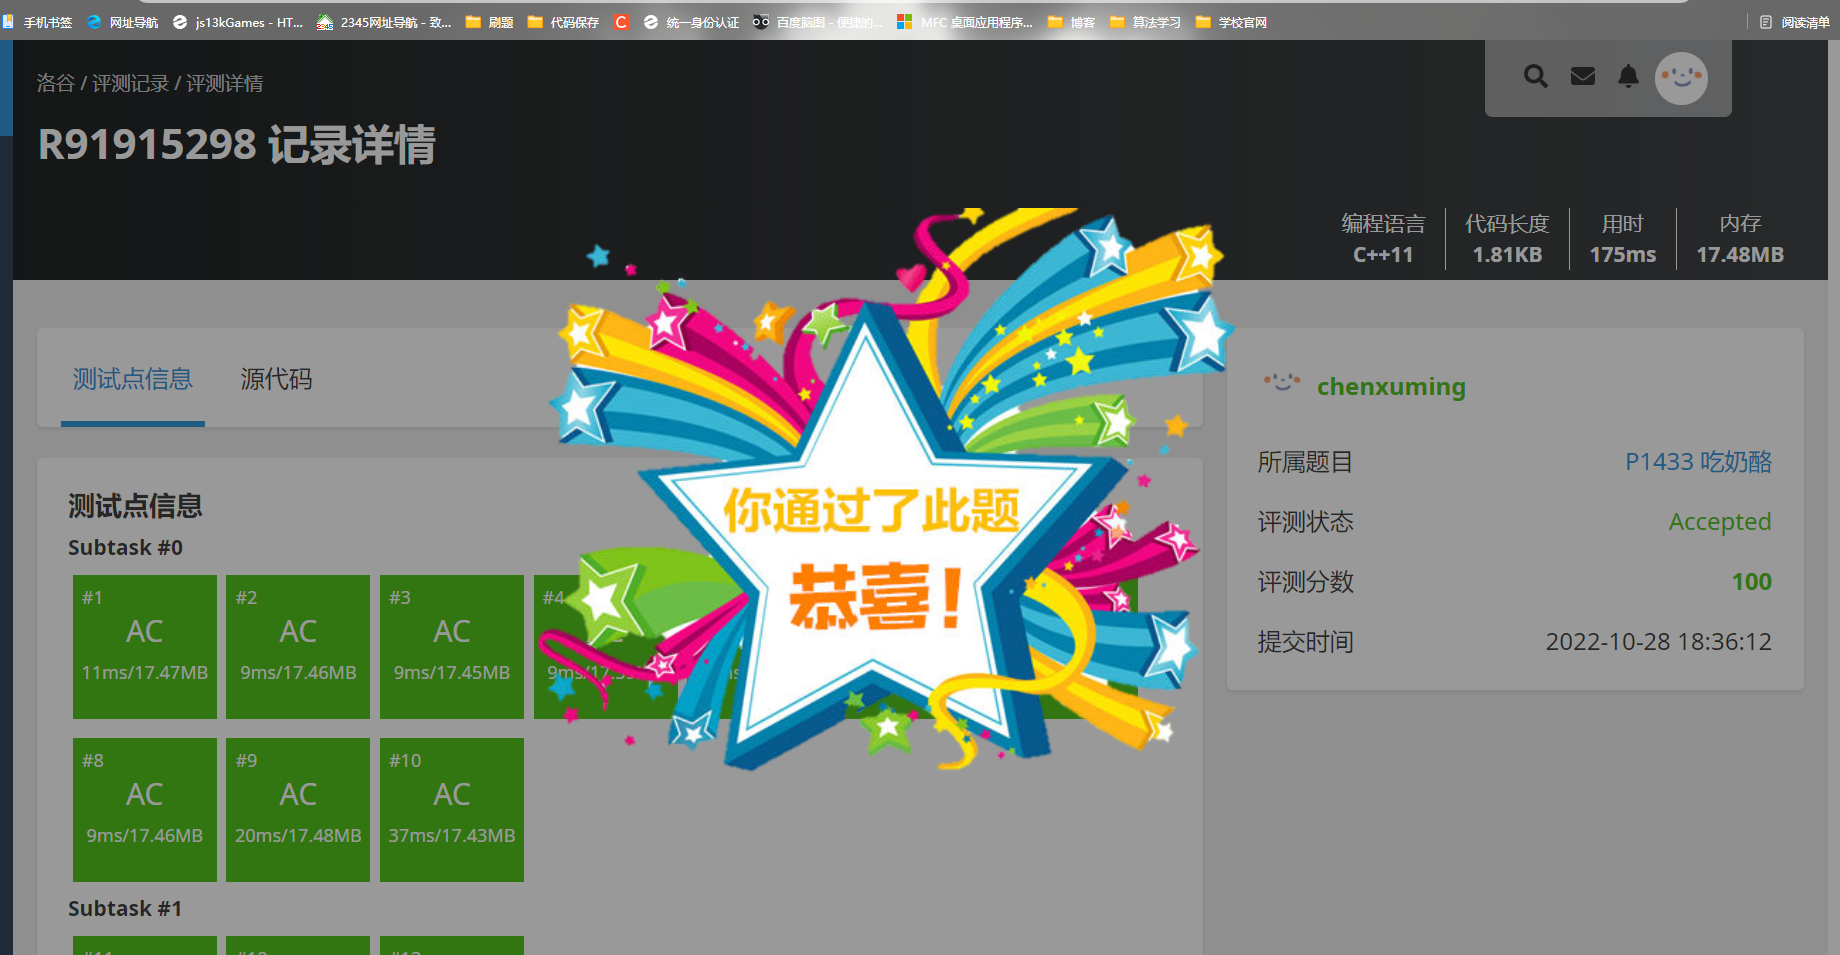 手机书签 网址导航 js13kGames - HT... 2345网址导航 - 致... 刷题 代码保存 统一身份认证 百度脑图 - 便捷的... MFC 桌面应用程序... 博客 算法学习 学校官网 阅读清单
洛谷 / 评测记录 / 评测详情
R91915298 记录详情
编程语言 代码长度 用时 内存
C++11 1.81KB 175ms 17.48MB
测试点信息 源代码
chenxuming
所属题目 P1433 吃奶酪
评测状态 Accepted
评测分数 100
提交时间 2022-10-28 18:36:12
你通过了此题
恭喜!
测试点信息
Subtask #0
#1 #2 #3 #4
AC AC AC
11ms/17.47MB 9ms/17.46MB 9ms/17.45MB
#8 #9 #10
AC AC AC
9ms/17.46MB 20ms/17.48MB 37ms/17.43MB
Subtask #1